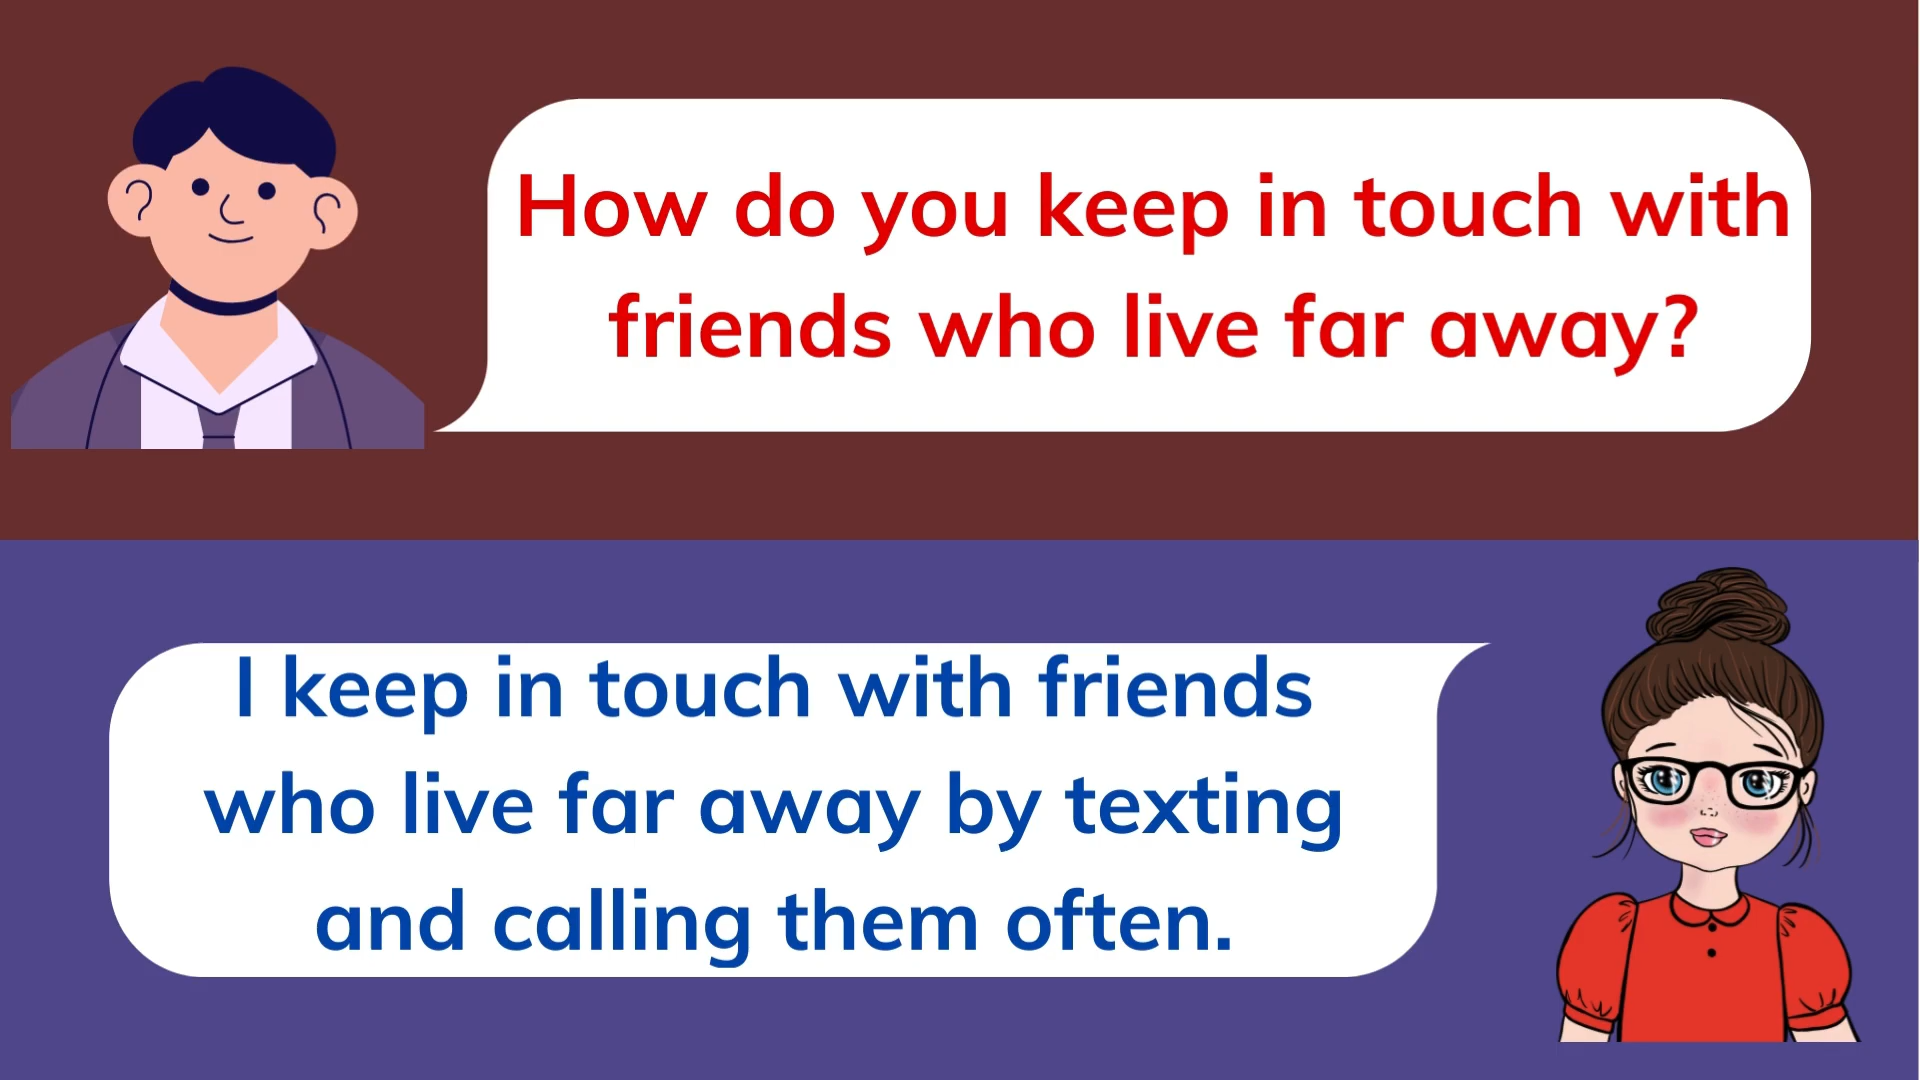 How do you keep in touch with
friends who live far away?
I keep in touch with friends
who live far away by texting
and calling them often.